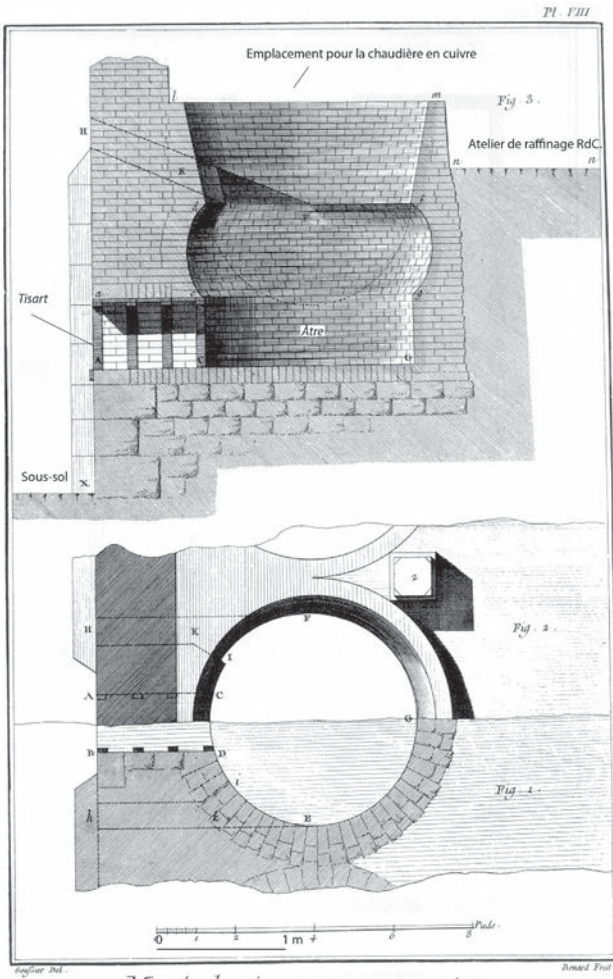 Pl. VIII
Emplacement pour la chaudière en cuivre
l
m
Fig. 3.
H
Atelier de raffinage RdC.
K
n
n n
d
F
f
a
c
g
Tisart
Âtre
A
C
G
Sous-sol
X
2
H
K
F
Fig. 2
I
A
C
G
B
D
i
Fig. 1.
h
k
E
0 1 2 4 6 8 Pieds.
1 m
Goussier Del.
Benard Fecit